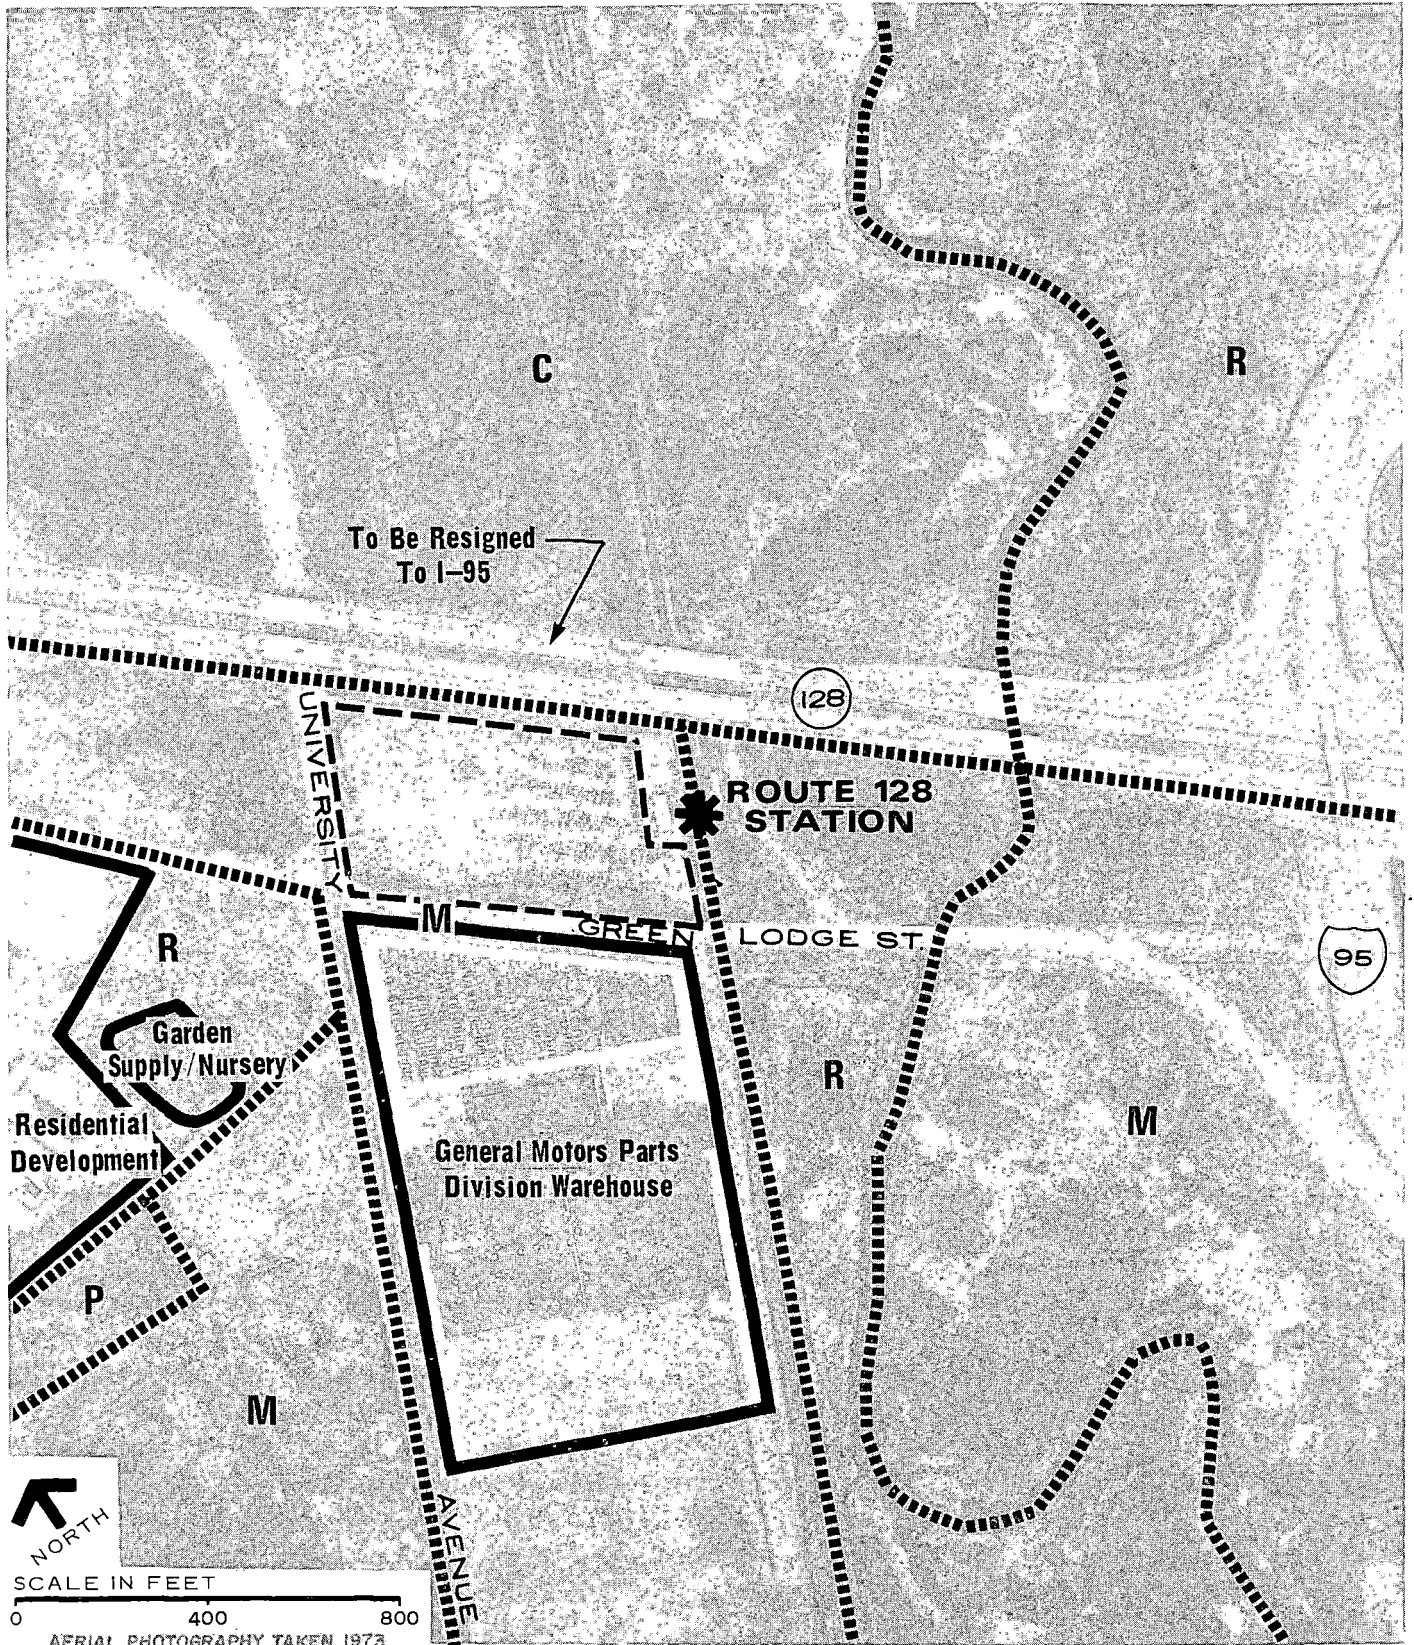 C
R
To Be Resigned
To I-95
128
UNIVERSITY
ROUTE 128
STATION
M
GREEN LODGE ST
R
95
Garden
Supply/Nursery
R
M
Residential
Development
General Motors Parts
Division Warehouse
P
M
NORTH
AVENUE
SCALE IN FEET
0 400 800
AERIAL PHOTOGRAPHY TAKEN 1973